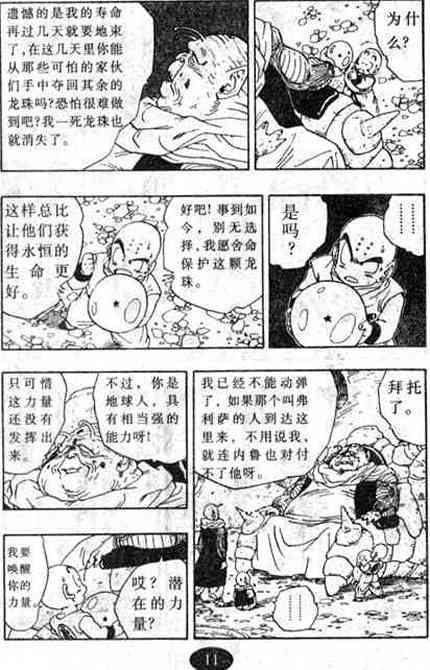 遗憾的是我的寿命
再过几天就要地束
了,在这几天里你能
从那些可怕的家伙
们手中夺回其余的
龙珠吗?恐怕很难做
到吧?我一死龙珠也
就消失了。
为什
么?
这样总比
让他们获
得永恒的
生命更
好。
好吧!事到如
今,别无选
择,我愿舍命
保护这颗龙
珠。
是
吗?
……
只可惜
这力量
还没有
发挥出
来。
不过,你是
地球人,具
有相当强的
能力呀!
我已经不能动弹
了,如果那个叫弗
利萨的人到达这
里来,不用说我,
就连内鲁也对付
不了他呀。
拜托
了。
……
我要
唤醒
你的
力量。
哎?潜
在的力
量?
11